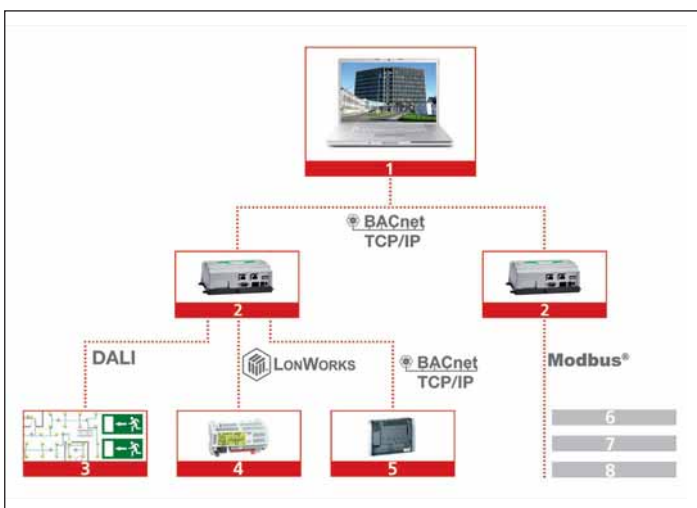 1
BACnet
TCP/IP
2
2
DALI
LONWORKS
BACnet
TCP/IP
Modbus®
3
4
5
6
7
8